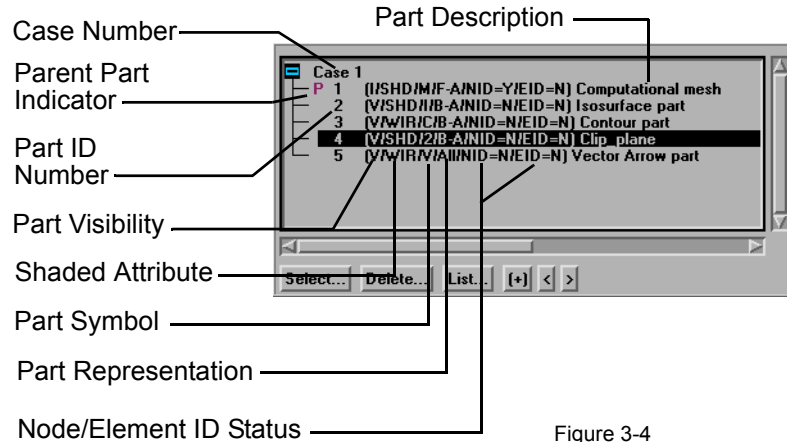 Part Description
Case Number
Parent Part
Indicator
Part ID
Number
Part Visibility
Shaded Attribute
Part Symbol
Part Representation
Node/Element ID Status
Case 1
P 1 (I/SHD/M/F-A/NID=Y/EID=N) Computational mesh
2 (V/SHD/I/B-A/NID=N/EID=N) Isosurface part
3 (V/WIR/C/B-A/NID=N/EID=N) Contour part
4 (V/SHD/2/B-A/NID=N/EID=N) Clip_plane
5 (V/WIR/V/All/NID=N/EID=N) Vector Arrow part
Select... Delete... List... (+) < >
Figure 3-4